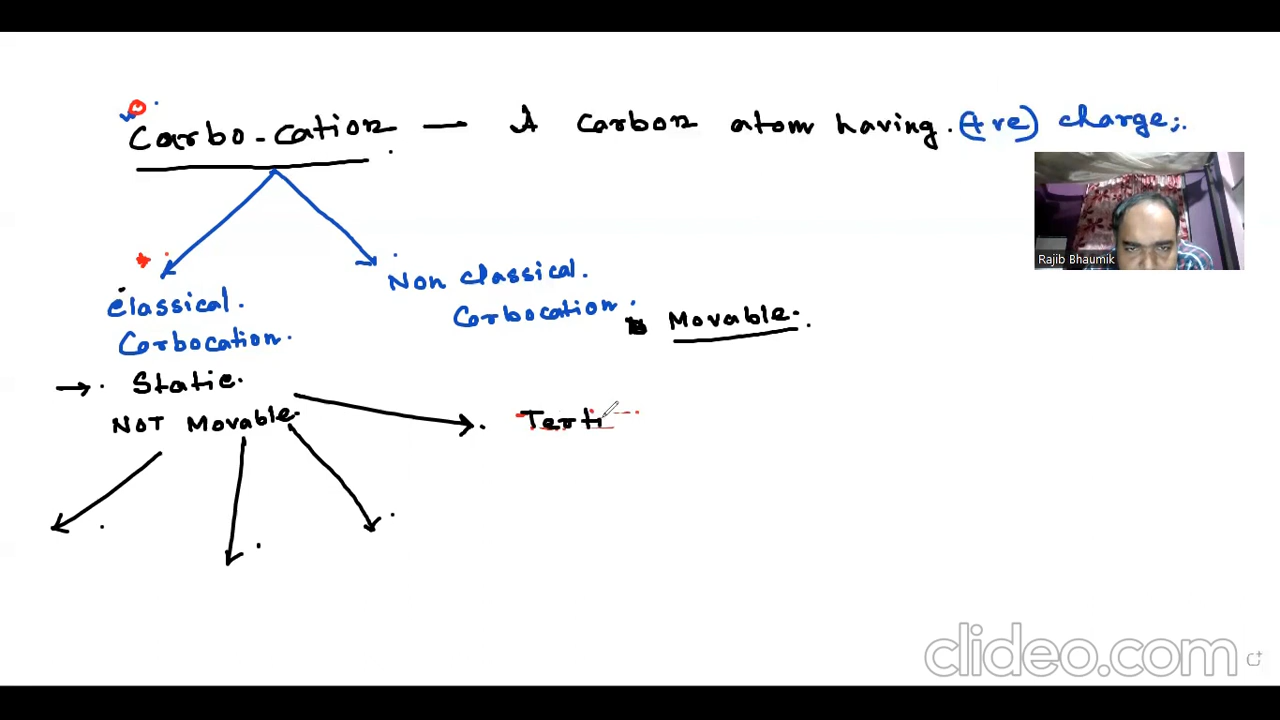 Carbo-cation — A carbon atom having (+ve) charge;.
Rajib Bhaumik
Classical.
Carbocation.
Non classical.
Carbocation.
Movable.
→ Static.
NOT Movable.
Terti
clideo.com